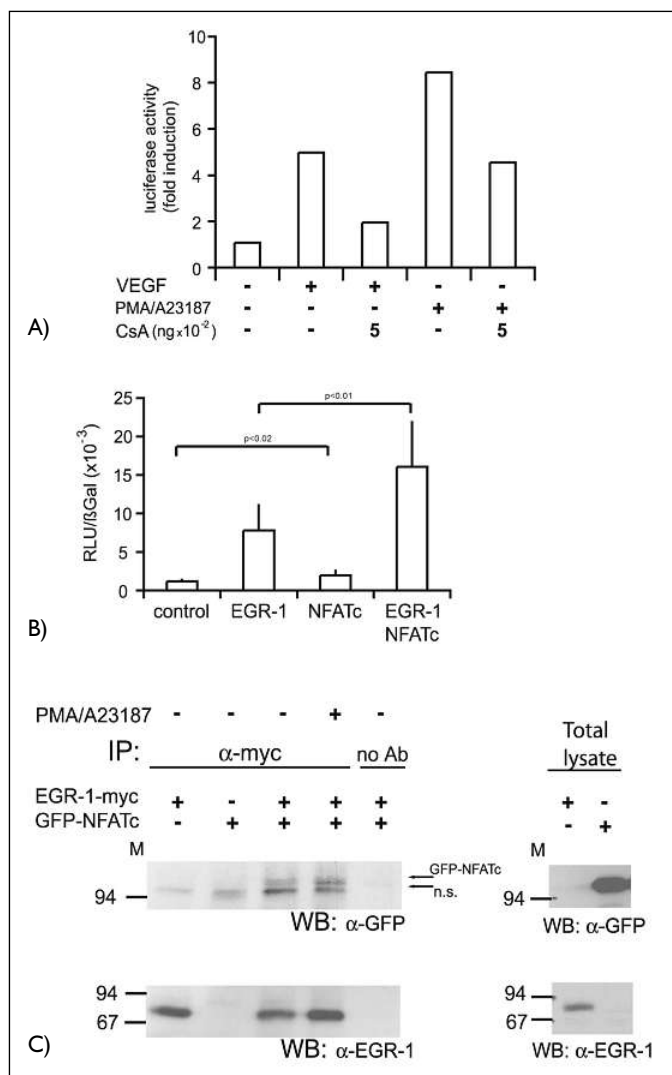 10
8
6
4
2
0
luciferase activity
(fold induction)
VEGF - + + - -
PMA/A23187 - - - + +
CsA (ng x10⁻²) - - 5 - 5
A)
25
20
15
10
5
0
RLU/ßGal (x10⁻³)
p<0.01
p<0.02
control EGR-1 NFATc EGR-1
NFATc
B)
PMA/A23187 - - - + -
IP: α-myc no Ab
Total
lysate
EGR-1-myc + - + + + + -
GFP-NFATc - + + + + - +
M M
GFP-NFATc
n.s.
94 94
WB: α-GFP WB: α-GFP
94 94
67 67
WB: α-EGR-1 WB: α-EGR-1
C)